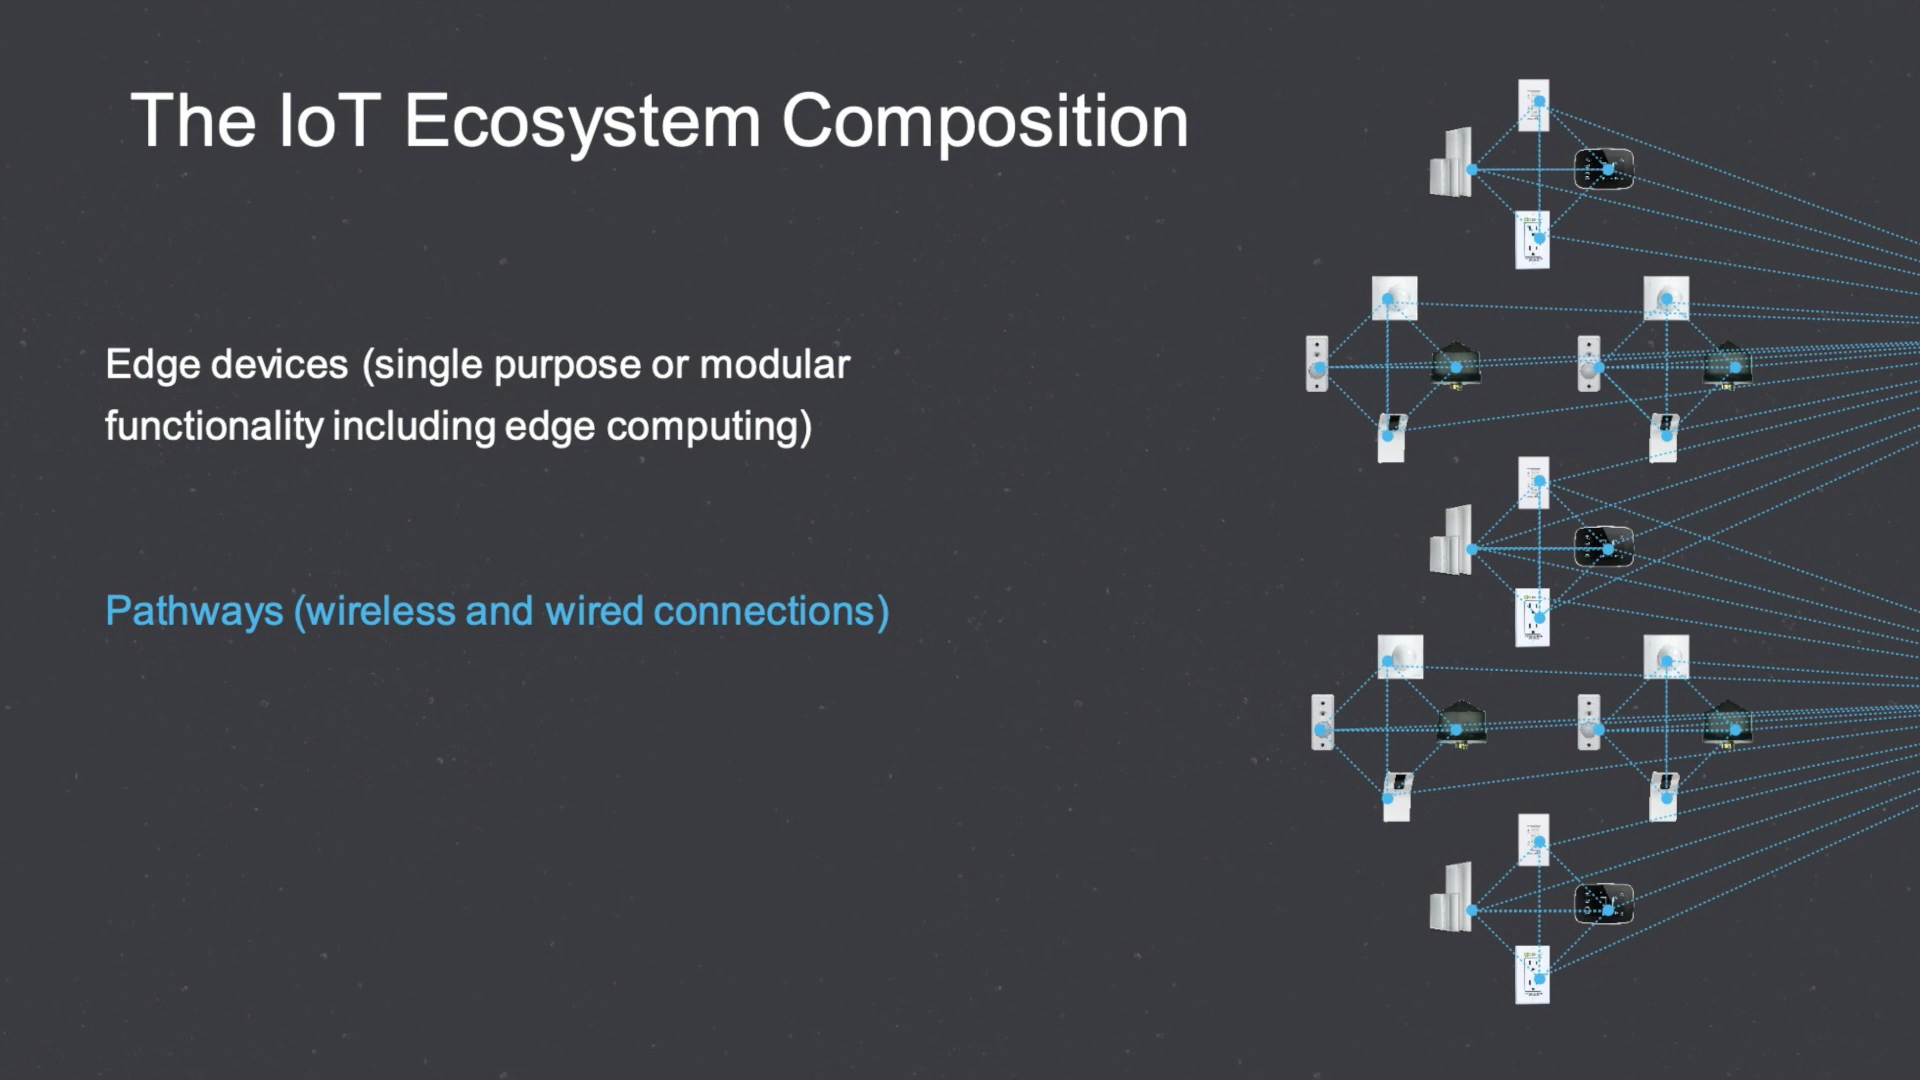 The IoT Ecosystem Composition
Edge devices (single purpose or modular
functionality including edge computing)
Pathways (wireless and wired connections)